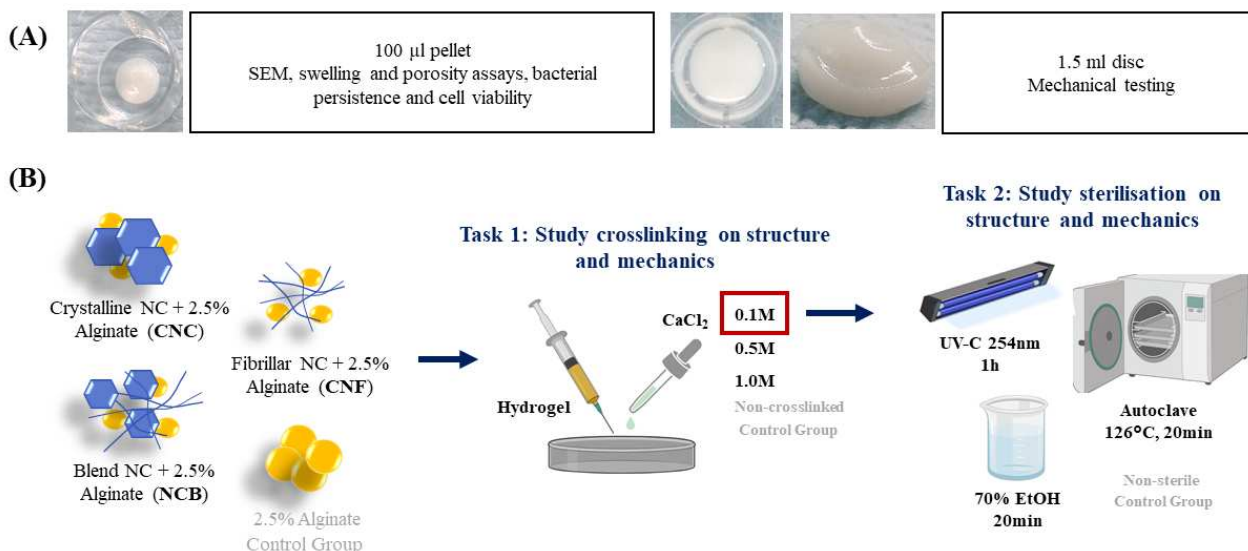 (A)
100 µl pellet
SEM, swelling and porosity assays, bacterial
persistence and cell viability
1.5 ml disc
Mechanical testing
(B)
Crystalline NC + 2.5%
Alginate (CNC)
Fibrillar NC + 2.5%
Alginate (CNF)
Blend NC + 2.5%
Alginate (NCB)
2.5% Alginate
Control Group
Task 1: Study crosslinking on structure
and mechanics
Hydrogel
CaCl₂
0.1M
0.5M
1.0M
Non-crosslinked
Control Group
Task 2: Study sterilisation on
structure and mechanics
UV-C 254nm
1h
Autoclave
126°C, 20min
70% EtOH
20min
Non-sterile
Control Group